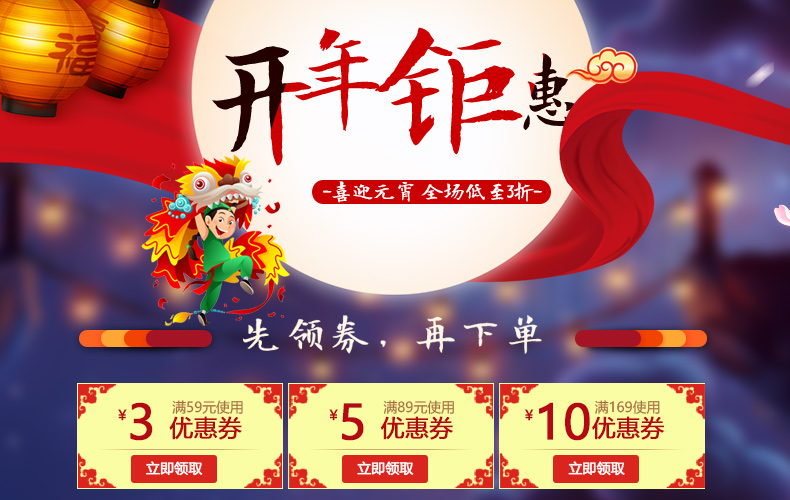 福
开年钜惠
-喜迎元宵 全场低至3折-
先领券，再下单
¥3 满59元使用 优惠券
立即领取
¥5 满89元使用 优惠券
立即领取
¥10 满169使用 优惠券
立即领取